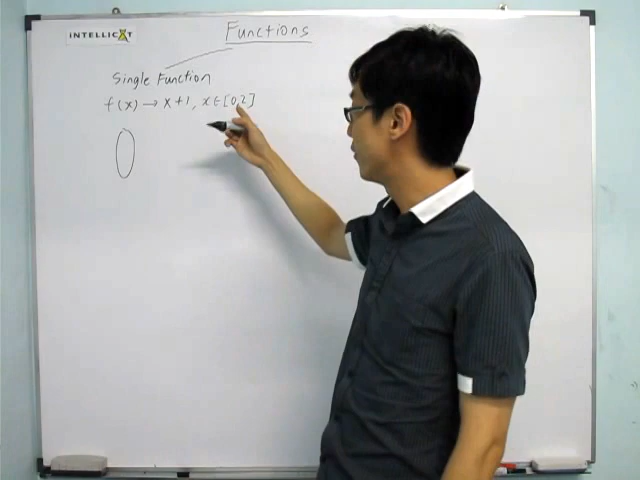 INTELLICXT
Functions
Single Function
f(x) → x+1, x∈[0,2]